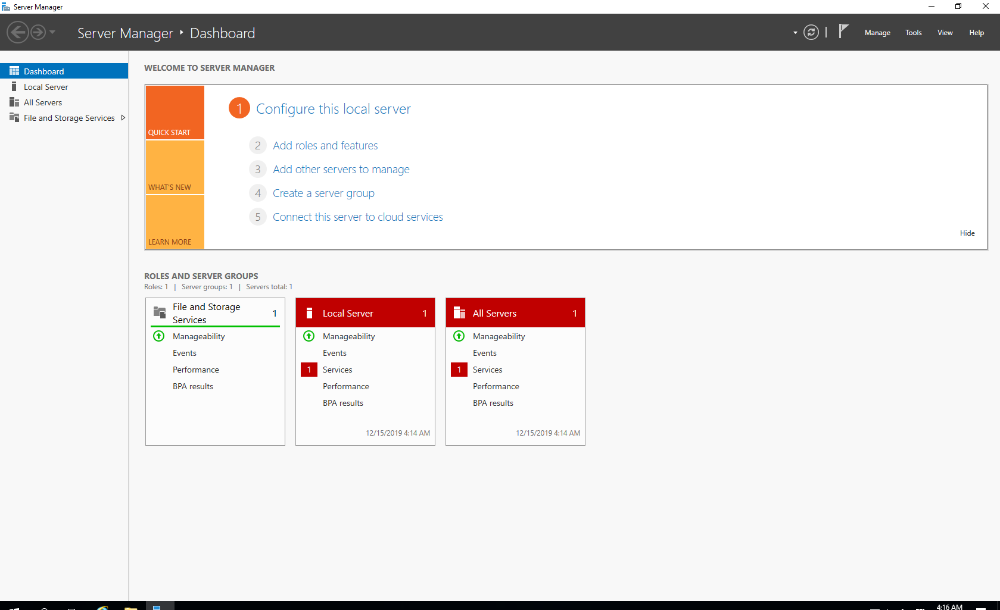 Server Manager
Server Manager ‣ Dashboard
Manage Tools View Help
Dashboard
Local Server
All Servers
File and Storage Services
WELCOME TO SERVER MANAGER
QUICK START
WHAT'S NEW
LEARN MORE
1 Configure this local server
2 Add roles and features
3 Add other servers to manage
4 Create a server group
5 Connect this server to cloud services
Hide
ROLES AND SERVER GROUPS
Roles: 1 | Server groups: 1 | Servers total: 1
File and Storage
Services 1
Manageability
Events
Performance
BPA results
Local Server 1
Manageability
Events
1 Services
Performance
BPA results
12/15/2019 4:14 AM
All Servers 1
Manageability
Events
1 Services
Performance
BPA results
12/15/2019 4:14 AM
4:16 AM